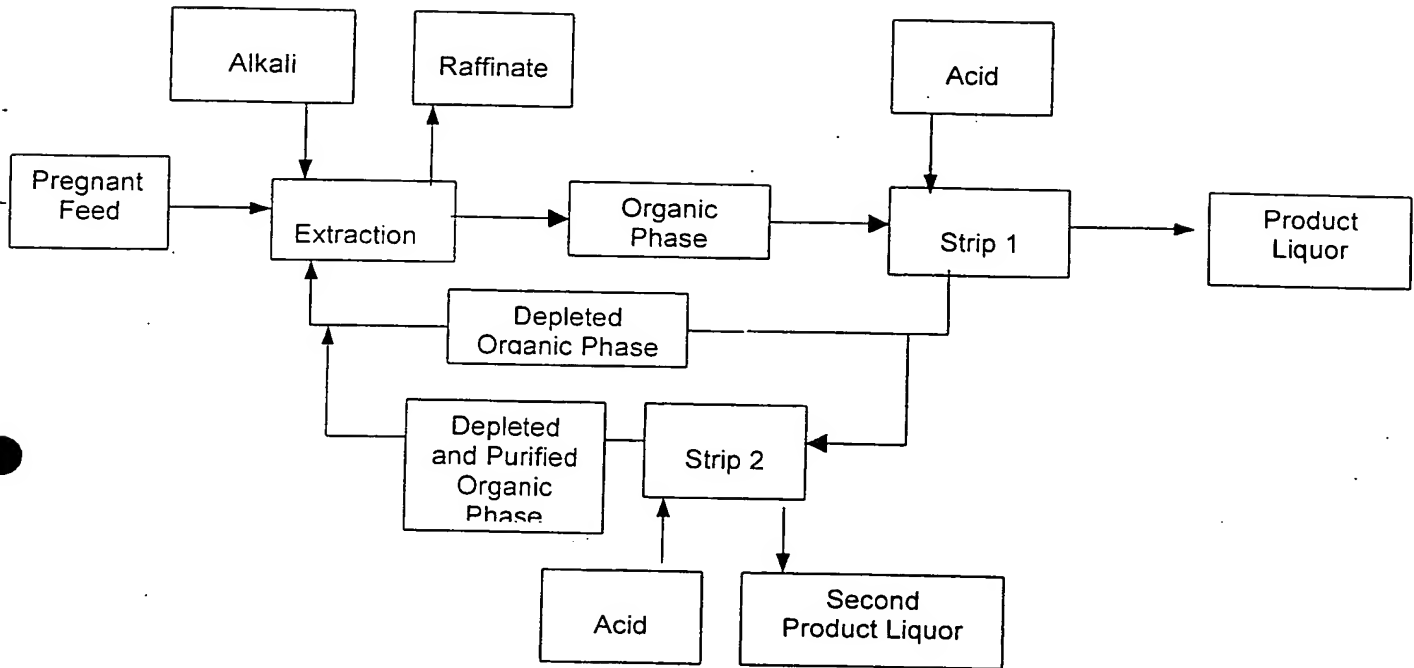 Alkali
Raffinate
Acid
Pregnant
Feed
Extraction
Organic
Phase
Strip 1
Product
Liquor
Depleted
Organic Phase
Depleted
and Purified
Organic
Phase
Strip 2
Acid
Second
Product Liquor